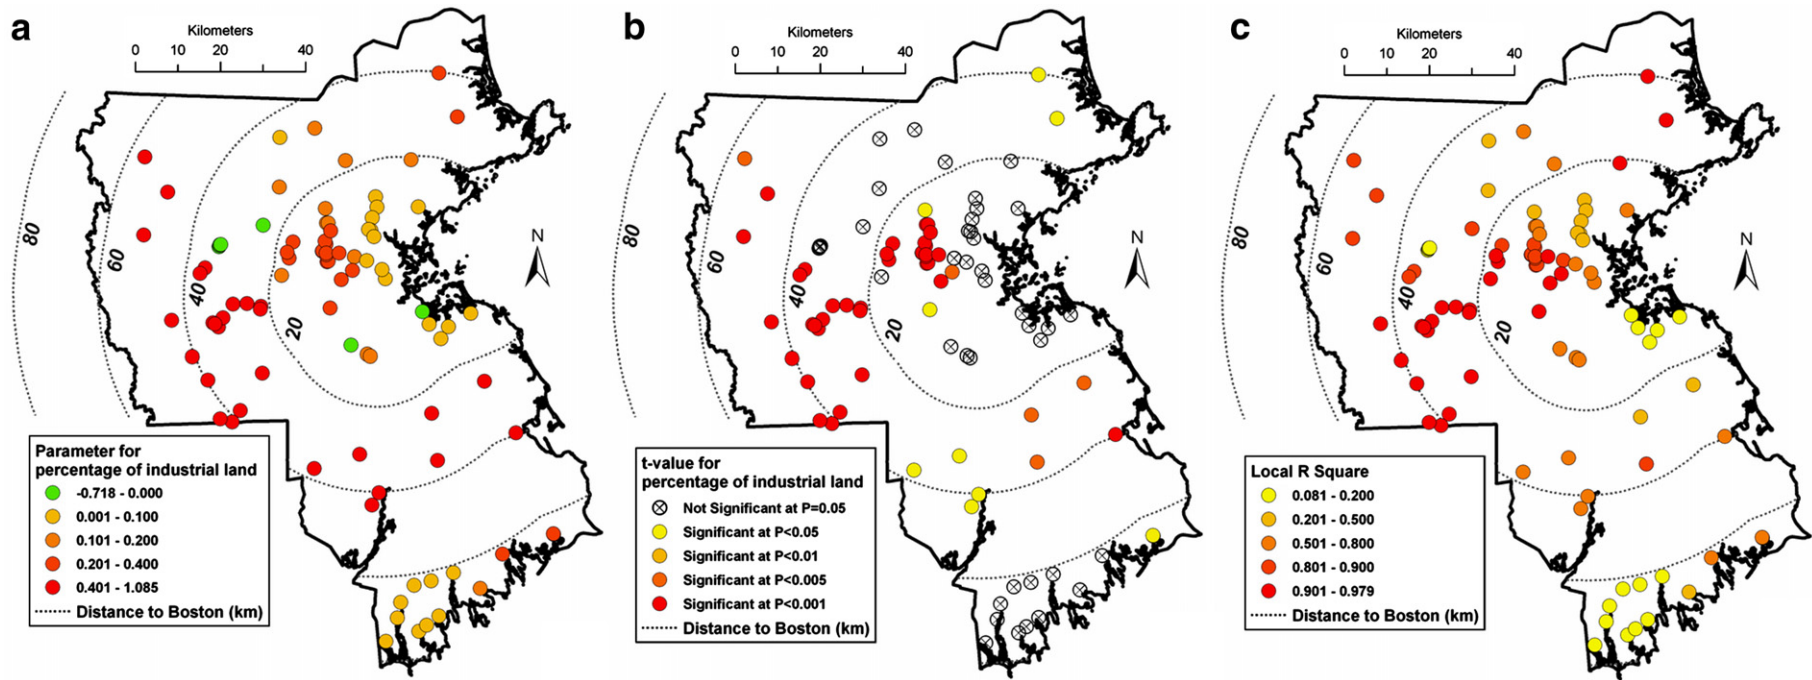 a
Kilometers
0 10 20 40
80
60
40
20
N
Parameter for
percentage of industrial land
-0.718 - 0.000
0.001 - 0.100
0.101 - 0.200
0.201 - 0.400
0.401 - 1.085
Distance to Boston (km)
b
Kilometers
0 10 20 40
80
60
40
20
N
t-value for
percentage of industrial land
Not Significant at P=0.05
Significant at P<0.05
Significant at P<0.01
Significant at P<0.005
Significant at P<0.001
Distance to Boston (km)
c
Kilometers
0 10 20 40
80
60
40
20
N
Local R Square
0.081 - 0.200
0.201 - 0.500
0.501 - 0.800
0.801 - 0.900
0.901 - 0.979
Distance to Boston (km)